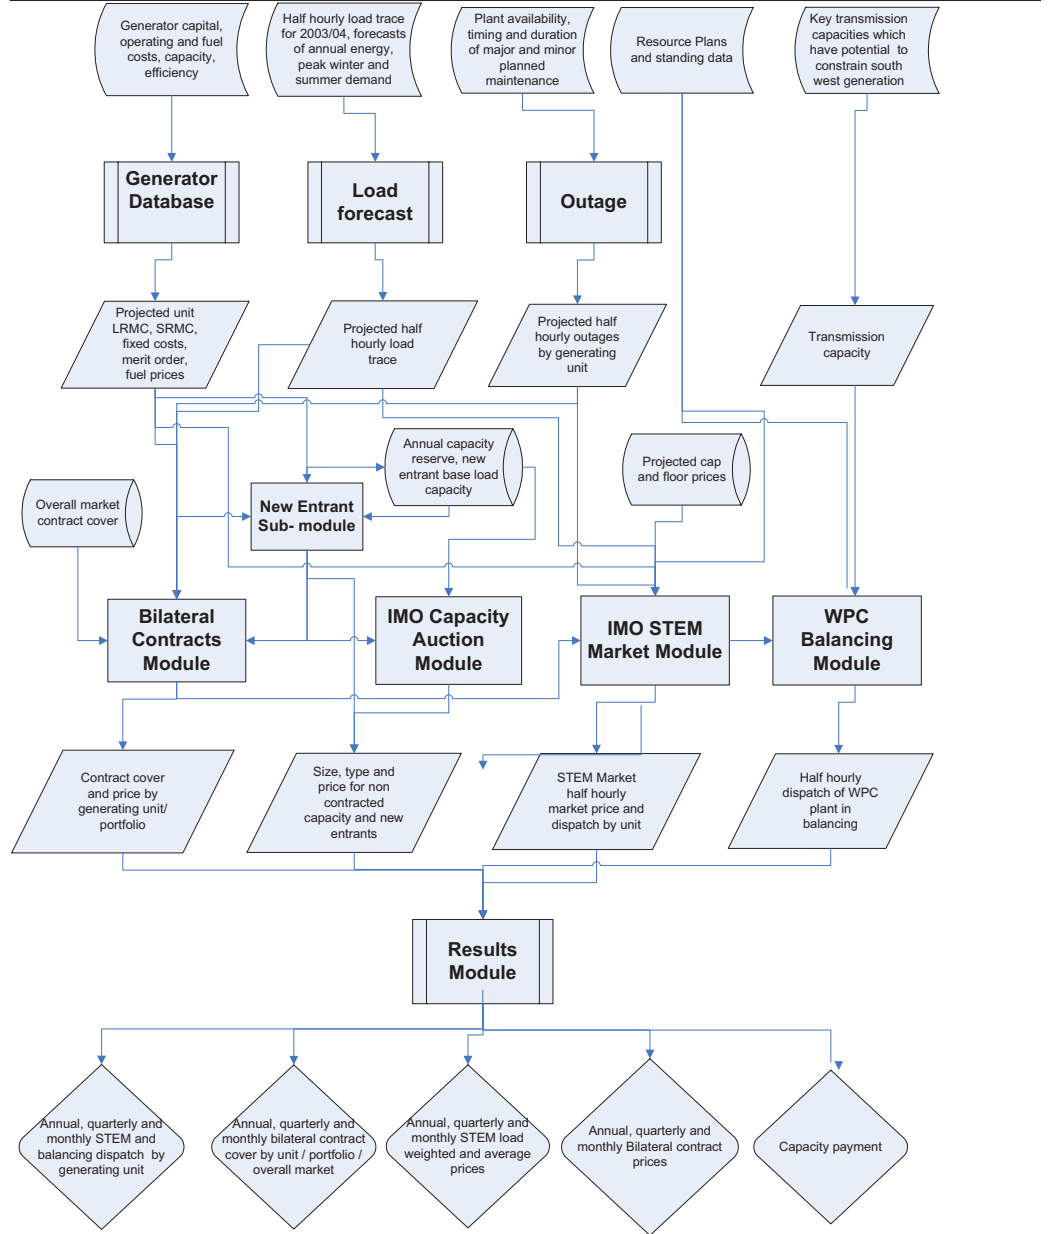 Generator capital,
operating and fuel
costs, capacity,
efficiency
Half hourly load trace
for 2003/04, forecasts
of annual energy,
peak winter and
summer demand
Plant availability,
timing and duration
of major and minor
planned
maintenance
Resource Plans
and standing data
Key transmission
capacities which
have potential to
constrain south
west generation
Generator
Database
Load
forecast
Outage
Projected unit
LRMC, SRMC,
fixed costs,
merit order,
fuel prices
Projected half
hourly load
trace
Projected half
hourly outages
by generating
unit
Transmission
capacity
Annual capacity
reserve, new
entrant base load
capacity
Projected cap
and floor prices
Overall market
contract cover
New Entrant
Sub- module
Bilateral
Contracts
Module
IMO Capacity
Auction
Module
IMO STEM
Market Module
WPC
Balancing
Module
Contract cover
and price by
generating unit/
portfolio
Size, type and
price for non
contracted
capacity and new
entrants
STEM Market
half hourly
market price and
dispatch by unit
Half hourly
dispatch of WPC
plant in
balancing
Results
Module
Annual, quarterly and
monthly STEM and
balancing dispatch by
generating unit
Annual, quarterly and
monthly bilateral contract
cover by unit / portfolio /
overall market
Annual, quarterly and
monthly STEM load
weighted and average
prices
Annual, quarterly and
monthly Bilateral contract
prices
Capacity payment